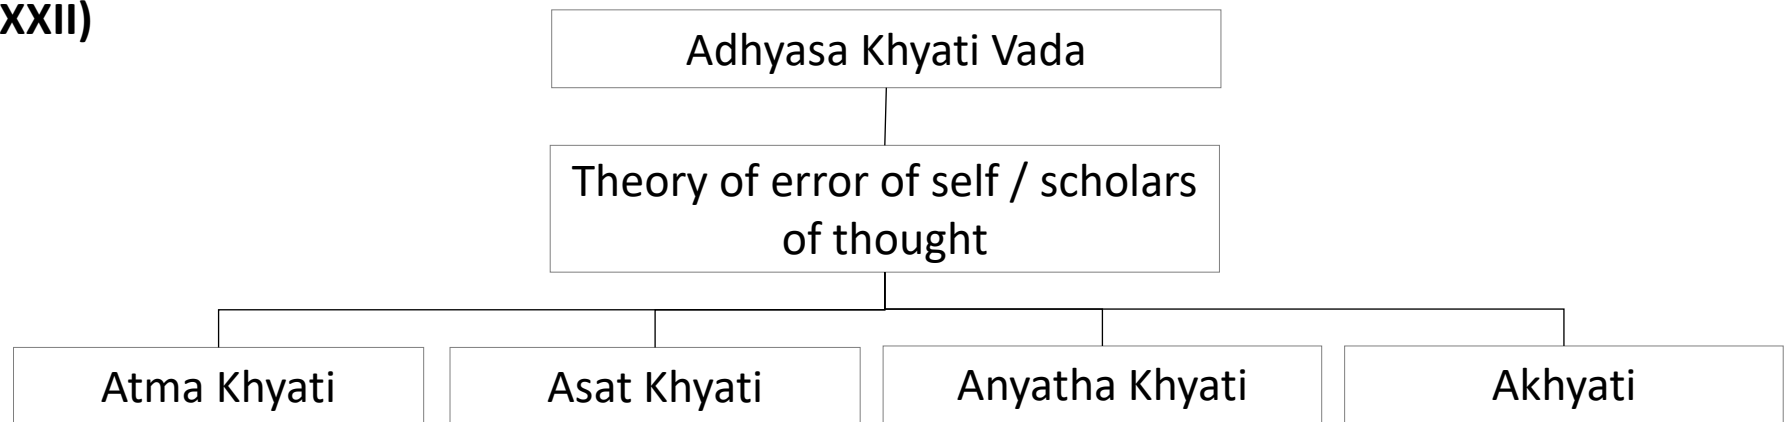 XXII)
Adhyasa Khyati Vada
Theory of error of self / scholars
of thought
Atma Khyati
Asat Khyati
Anyatha Khyati
Akhyati